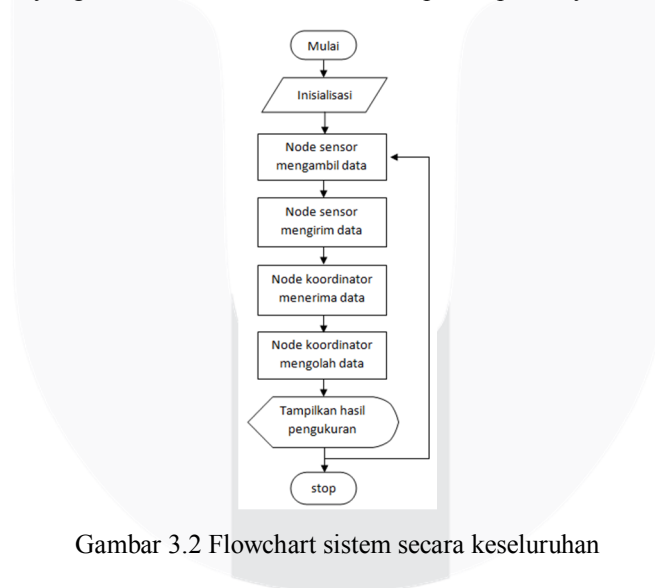 Mulai
Inisialisasi
Node sensor
mengambil data
Node sensor
mengirim data
Node koordinator
menerima data
Node koordinator
mengolah data
Tampilkan hasil
pengukuran
stop
Gambar 3.2 Flowchart sistem secara keseluruhan